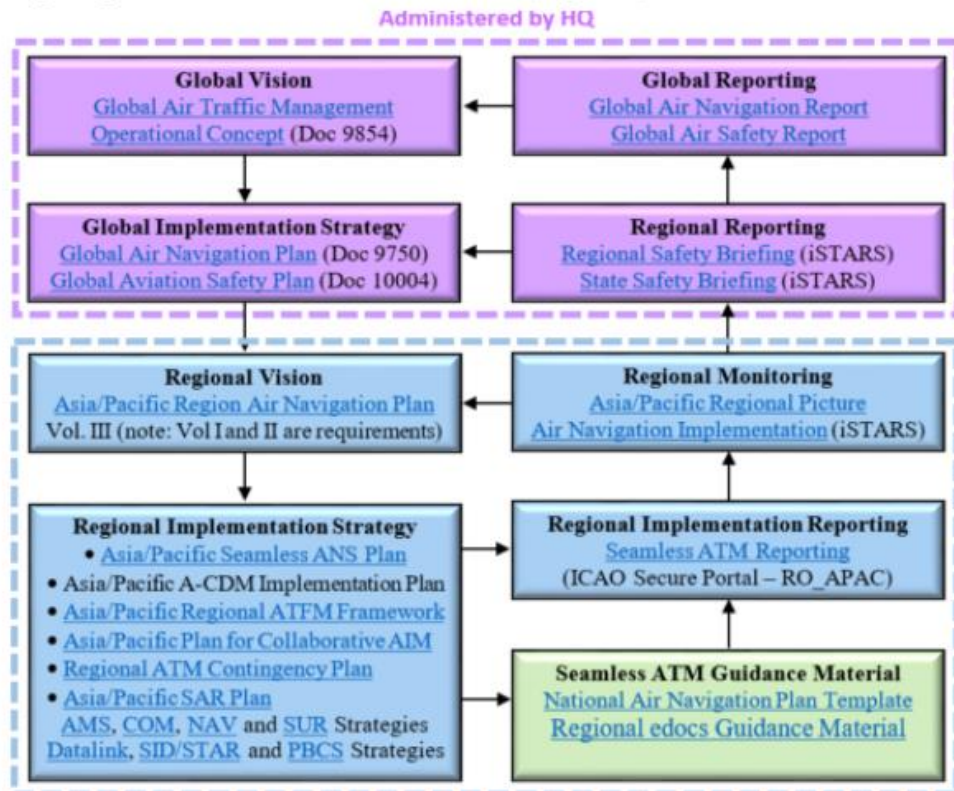 Administered by HQ
Global Vision
Global Air Traffic Management
Operational Concept (Doc 9854)
Global Reporting
Global Air Navigation Report
Global Air Safety Report
Global Implementation Strategy
Global Air Navigation Plan (Doc 9750)
Global Aviation Safety Plan (Doc 10004)
Regional Reporting
Regional Safety Briefing (iSTARS)
State Safety Briefing (iSTARS)
Regional Vision
Asia/Pacific Region Air Navigation Plan
Vol. III (note: Vol I and II are requirements)
Regional Monitoring
Asia/Pacific Regional Picture
Air Navigation Implementation (iSTARS)
Regional Implementation Strategy
• Asia/Pacific Seamless ANS Plan
• Asia/Pacific A-CDM Implementation Plan
• Asia/Pacific Regional ATFM Framework
• Asia/Pacific Plan for Collaborative AIM
• Regional ATM Contingency Plan
• Asia/Pacific SAR Plan
AMS, COM, NAV and SUR Strategies
Datalink, SID/STAR and PBCS Strategies
Regional Implementation Reporting
Seamless ATM Reporting
(ICAO Secure Portal – RO_APAC)
Seamless ATM Guidance Material
National Air Navigation Plan Template
Regional edocs Guidance Material